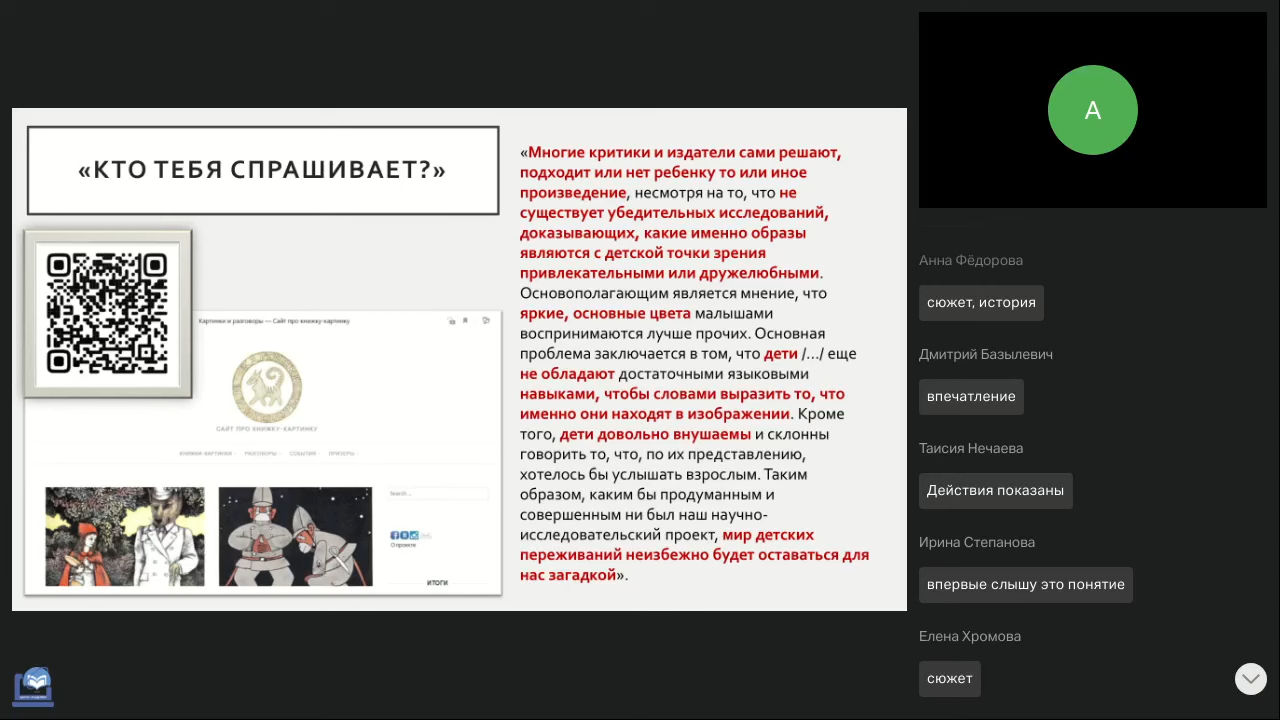 «КТО ТЕБЯ СПРАШИВАЕТ?»
Картинки и разговоры — Сайт про книжку-картинку
САЙТ ПРО КНИЖКУ-КАРТИНКУ
КНИЖКИ-КАРТИНКИ РАЗГОВОРЫ СОБЫТИЯ ПРИЗЕРЫ
Search...
О проекте
ИТОГИ
«Многие критики и издатели сами решают,
подходит или нет ребенку то или иное
произведение, несмотря на то, что не
существует убедительных исследований,
доказывающих, какие именно образы
являются с детской точки зрения
привлекательными или дружелюбными.
Основополагающим является мнение, что
яркие, основные цвета малышами
воспринимаются лучше прочих. Основная
проблема заключается в том, что дети /…/ еще
не обладают достаточными языковыми
навыками, чтобы словами выразить то, что
именно они находят в изображении. Кроме
того, дети довольно внушаемы и склонны
говорить то, что, по их представлению,
хотелось бы услышать взрослым. Таким
образом, каким бы продуманным и
совершенным ни был наш научно-
исследовательский проект, мир детских
переживаний неизбежно будет оставаться для
нас загадкой».
А
Анна Фёдорова
сюжет, история
Дмитрий Базылевич
впечатление
Таисия Нечаева
Действия показаны
Ирина Степанова
впервые слышу это понятие
Елена Хромова
сюжет